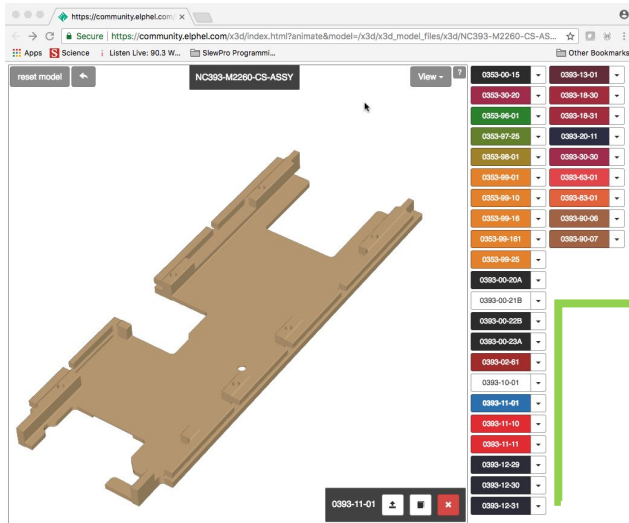 https://community.elphel.com/
Secure | https://community.elphel.com/x3d/index.html?animate&model=/x3d/x3d_model_files/x3d/NC393-M2260-CS-AS...
Apps Science Listen Live: 90.3 W... SlewPro Programmi... Other Bookmarks
reset model NC393-M2260-CS-ASSY View ?
0353-00-15 0393-13-01
0353-30-20 0393-18-30
0353-96-01 0393-18-31
0353-97-25 0393-20-11
0353-98-01 0393-30-30
0353-99-01 0393-63-01
0353-99-10 0393-83-01
0353-99-16 0393-90-06
0353-99-161 0393-90-07
0353-99-25
0393-00-20A
0393-00-21B
0393-00-22B
0393-00-23A
0393-02-61
0393-10-01
0393-11-01
0393-11-10
0393-11-11
0393-12-29
0393-12-30
0393-12-31
0393-11-01